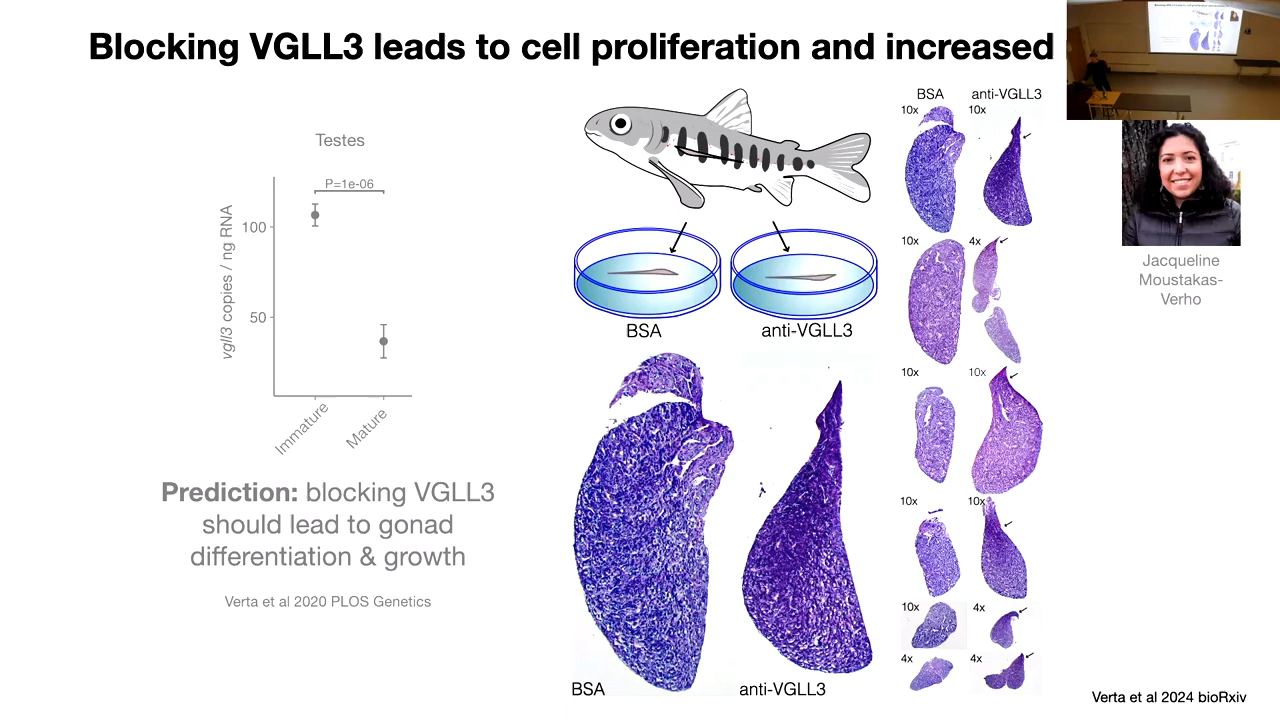 Blocking VGLL3 leads to cell proliferation and increased
Testes
P=1e-06
vgll3 copies / ng RNA
100
50
Immature
Mature
Prediction: blocking VGLL3
should lead to gonad
differentiation & growth
Verta et al 2020 PLOS Genetics
BSA
anti-VGLL3
BSA
anti-VGLL3
BSA
anti-VGLL3
10x
10x
10x
4x
10x
10x
10x
10x
10x
4x
4x
4x
Jacqueline
Moustakas-
Verho
Verta et al 2024 bioRxiv